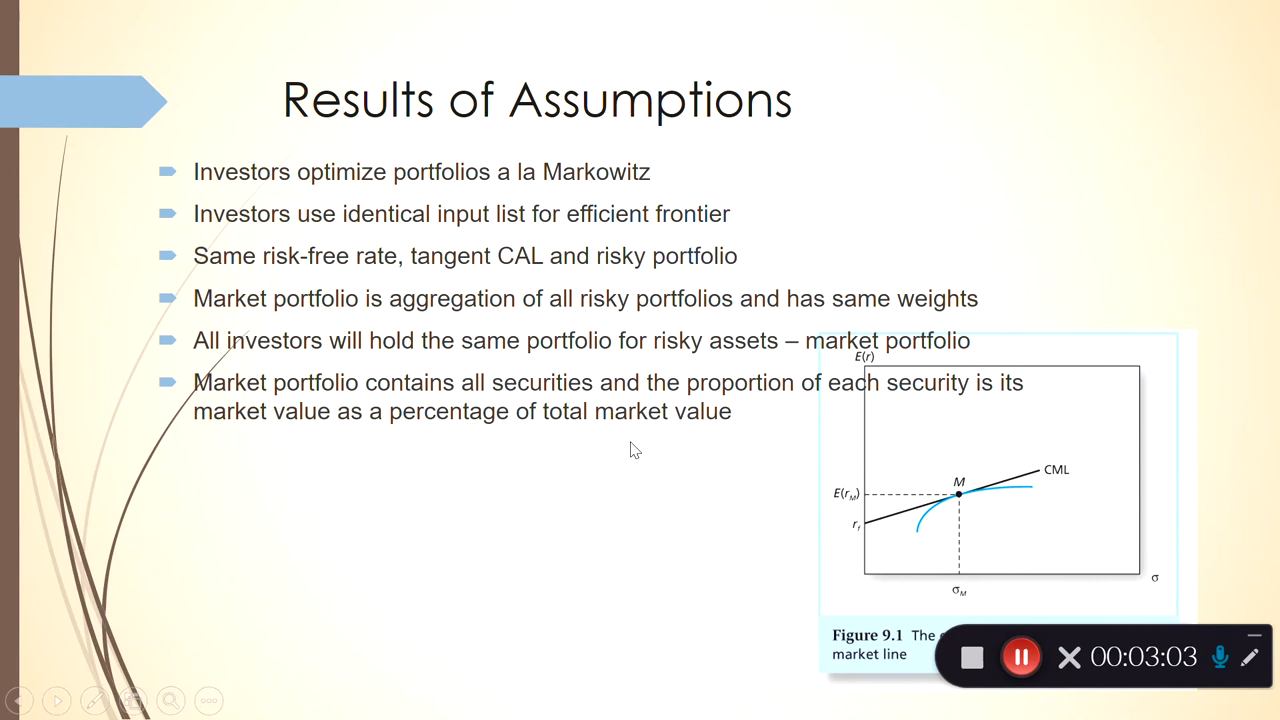 Results of Assumptions
Investors optimize portfolios a la Markowitz
Investors use identical input list for efficient frontier
Same risk-free rate, tangent CAL and risky portfolio
Market portfolio is aggregation of all risky portfolios and has same weights
All investors will hold the same portfolio for risky assets – market portfolio
Market portfolio contains all securities and the proportion of each security is its
market value as a percentage of total market value
E(r)
CML
M
E(rM)
rf
σ
σM
Figure 9.1 The
market line
00:03:03